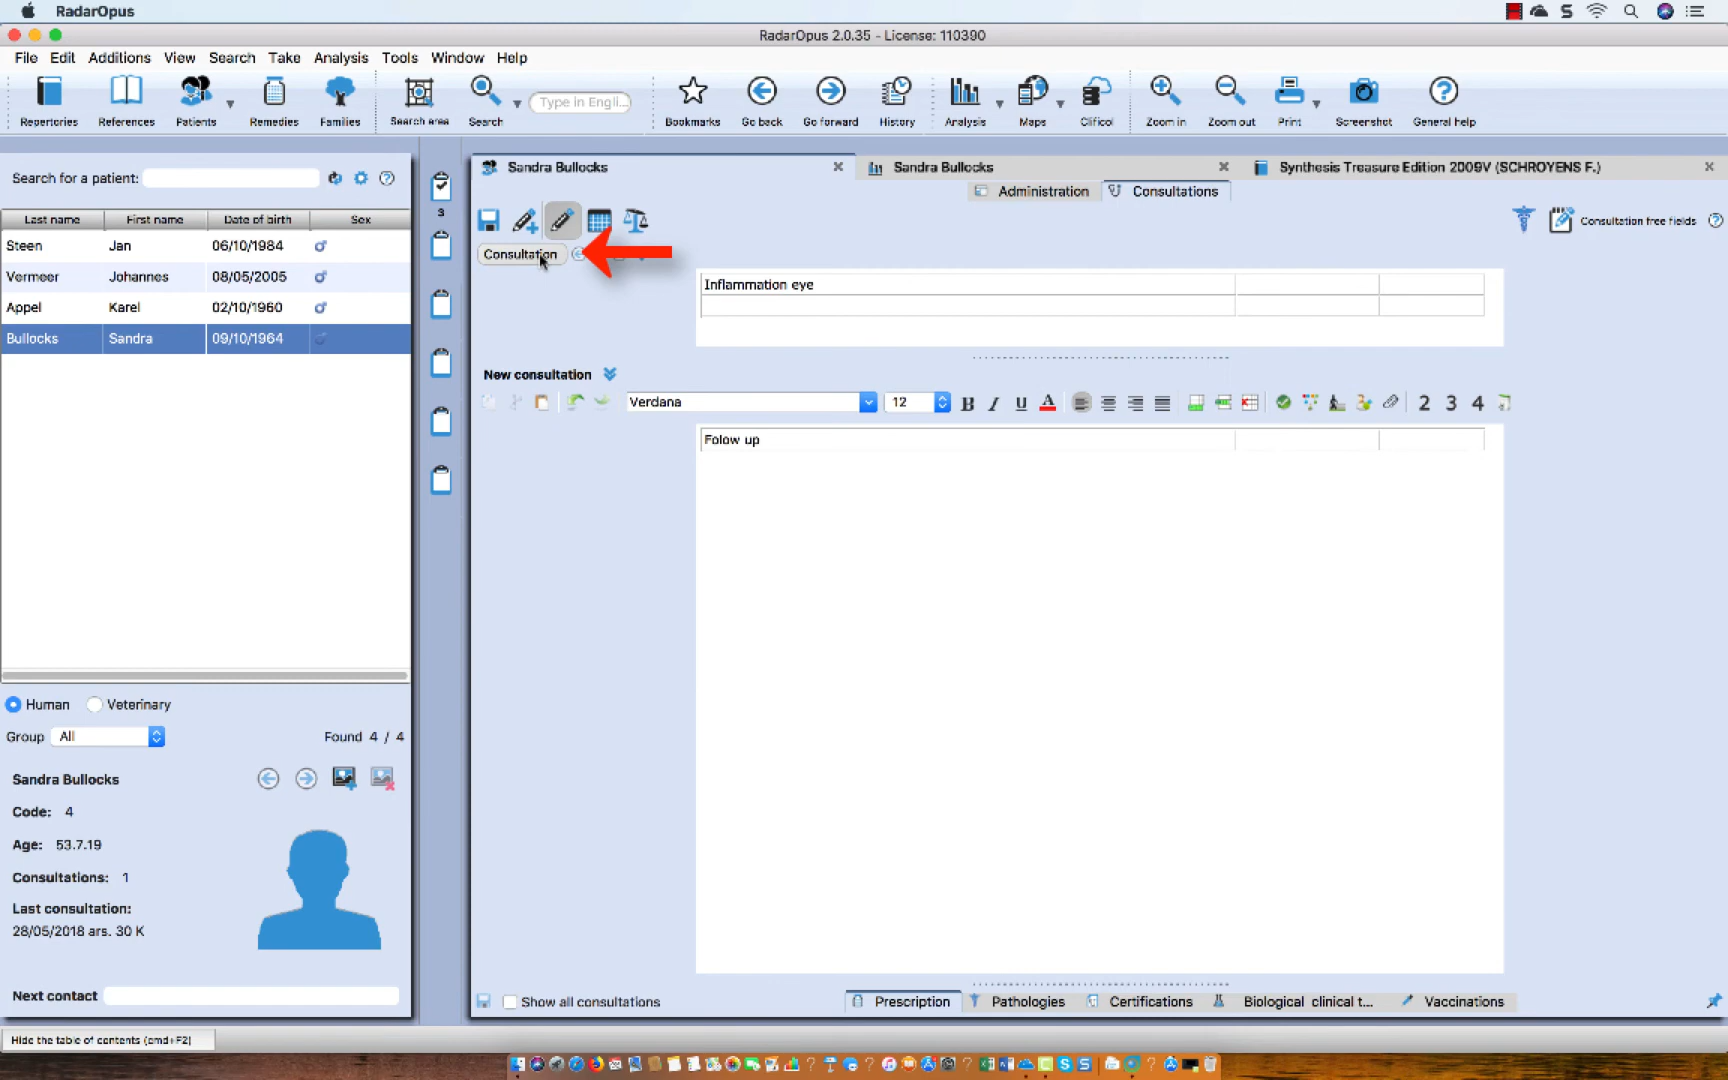 RadarOpus
RadarOpus 2.0.35 - License: 110390
File Edit Additions View Search Take Analysis Tools Window Help
Type in Engli...
Repertories References Patients Remedies Families Search area Search Bookmarks Go back Go forward History Analysis Maps Clificol Zoom in Zoom out Print Screenshot General help
Sandra Bullocks Sandra Bullocks Synthesis Treasure Edition 2009V (SCHROYENS F.)
Search for a patient:
Administration Consultations
Last name First name Date of birth Sex
Consultation free fields
3
Steen Jan 06/10/1984
Consultation
Vermeer Johannes 08/05/2005
Inflammation eye
Appel Karel 02/10/1960
Bullocks Sandra 09/10/1964
New consultation
Verdana 12 B I U A 2 3 4
Folow up
Human Veterinary
Group All Found 4 / 4
Sandra Bullocks
Code: 4
Age: 53.7.19
Consultations: 1
Last consultation:
28/05/2018 ars. 30 K
Next contact
Show all consultations Prescription Pathologies Certifications Biological clinical t... Vaccinations
Hide the table of contents (cmd+F2)